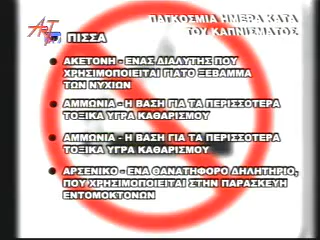 ART
ΠΑΓΚΟΣΜΙΑ ΗΜΕΡΑ ΚΑΤΑ
ΤΟΥ ΚΑΠΝΙΣΜΑΤΟΣ
ΠΙΣΣΑ
ΑΚΕΤΟΝΗ - ΕΝΑΣ ΔΙΑΛΥΤΗΣ ΠΟΥ
ΧΡΗΣΙΜΟΠΟΙΕΙΤΑΙ ΓΙΑΤΟ ΞΕΒΑΜΜΑ
ΤΩΝ ΝΥΧΙΩΝ
ΑΜΜΩΝΙΑ - Η ΒΑΣΗ ΓΙΑ ΤΑ ΠΕΡΙΣΣΟΤΕΡΑ
ΤΟΞΙΚΑ ΥΓΡΑ ΚΑΘΑΡΙΣΜΟΥ
ΑΜΜΩΝΙΑ - Η ΒΑΣΗ ΓΙΑ ΤΑ ΠΕΡΙΣΣΟΤΕΡΑ
ΤΟΞΙΚΑ ΥΓΡΑ ΚΑΘΑΡΙΣΜΟΥ
ΑΡΣΕΝΙΚΟ - ΕΝΑ ΘΑΝΑΤΗΦΟΡΟ ΔΗΛΗΤΗΡΙΟ,
ΠΟΥ ΧΡΗΣΙΜΟΠΟΙΕΙΤΑΙ ΣΤΗΝ ΠΑΡΑΣΚΕΥΗ
ΕΝΤΟΜΟΚΤΟΝΩΝ